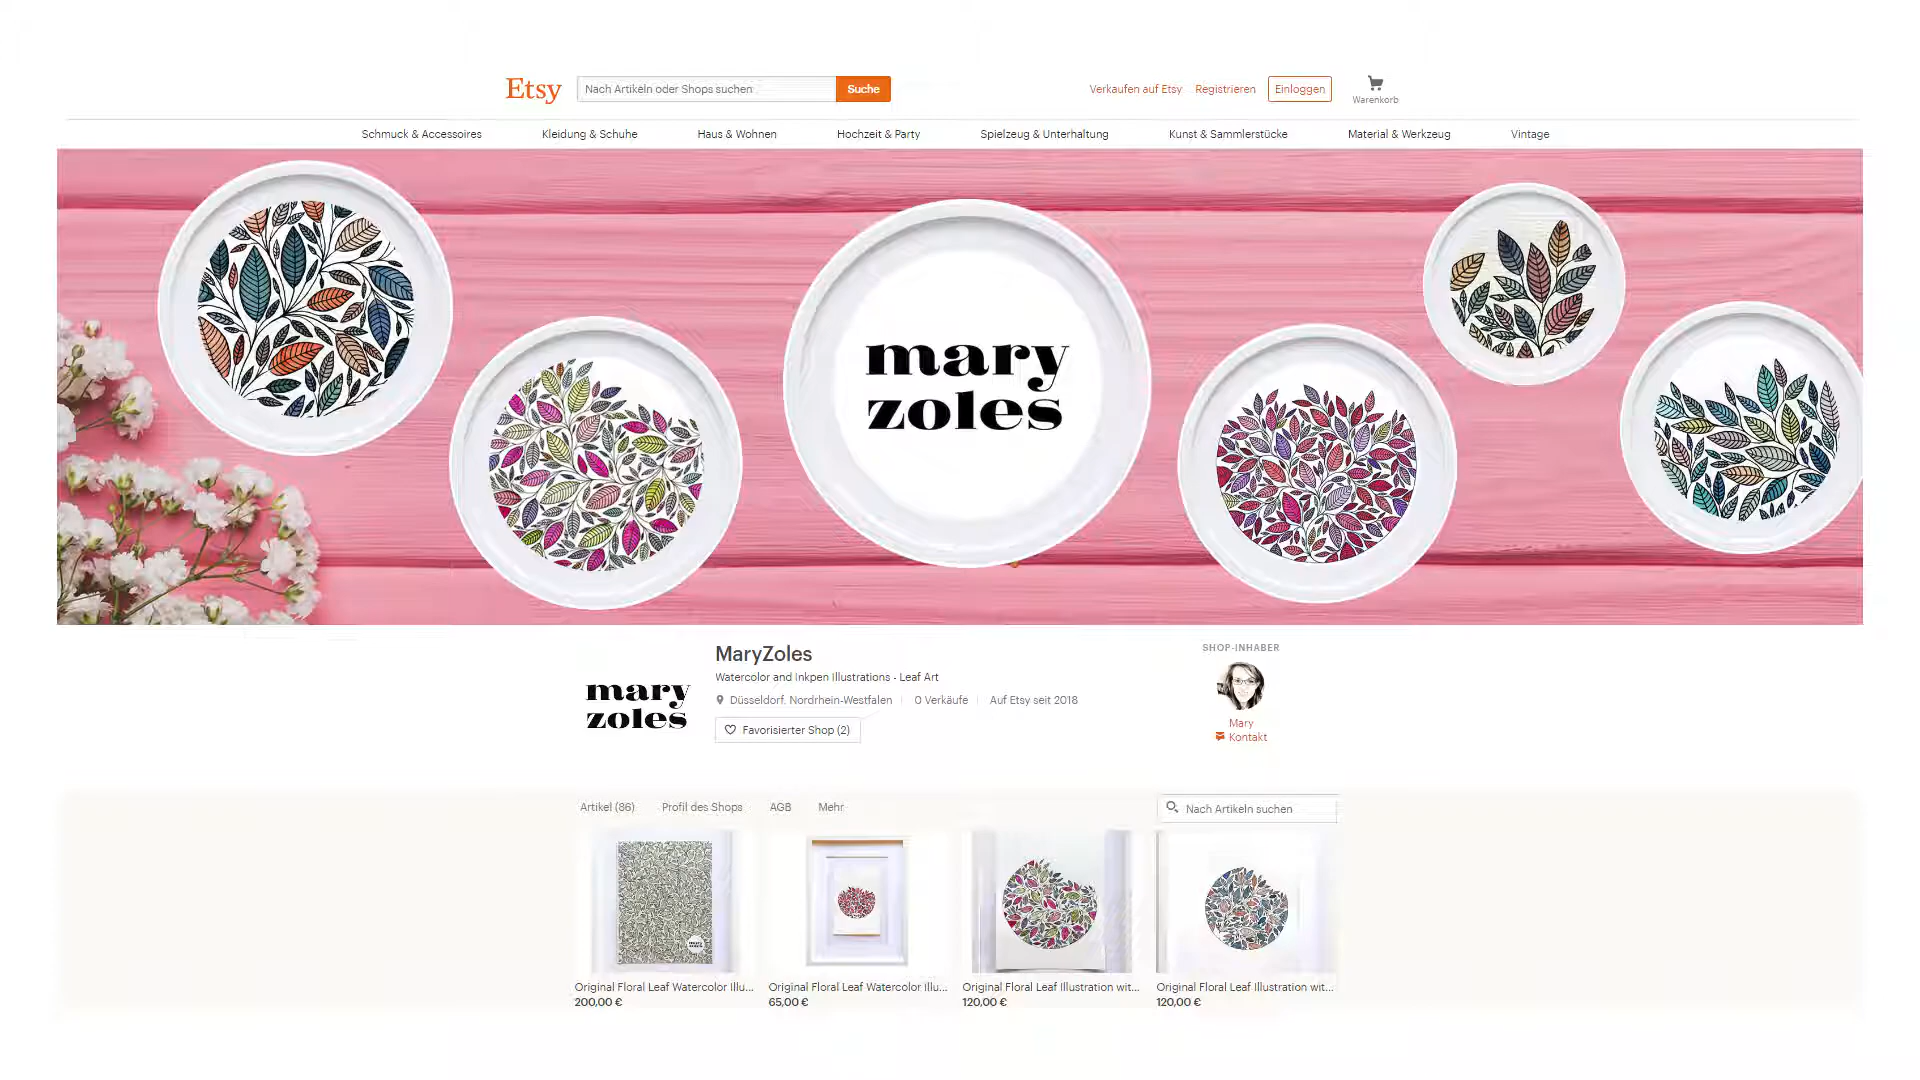 Etsy
Nach Artikeln oder Shops suchen
Suche
Verkaufen auf Etsy
Registrieren
Einloggen
Warenkorb
Schmuck & Accessoires
Kleidung & Schuhe
Haus & Wohnen
Hochzeit & Party
Spielzeug & Unterhaltung
Kunst & Sammlerstücke
Material & Werkzeug
Vintage
mary
zoles
mary
zoles
MaryZoles
Watercolor and Inkpen Illustrations - Leaf Art
Düsseldorf, Nordrhein-Westfalen
0 Verkäufe
Auf Etsy seit 2018
Favorisierter Shop (2)
SHOP-INHABER
Mary
Kontakt
Artikel (86)
Profil des Shops
AGB
Mehr
Nach Artikeln suchen
mary
zoles
Original Floral Leaf Watercolor Illu...
200,00 €
Original Floral Leaf Watercolor Illu...
65,00 €
Original Floral Leaf Illustration wit...
120,00 €
Original Floral Leaf Illustration wit...
120,00 €